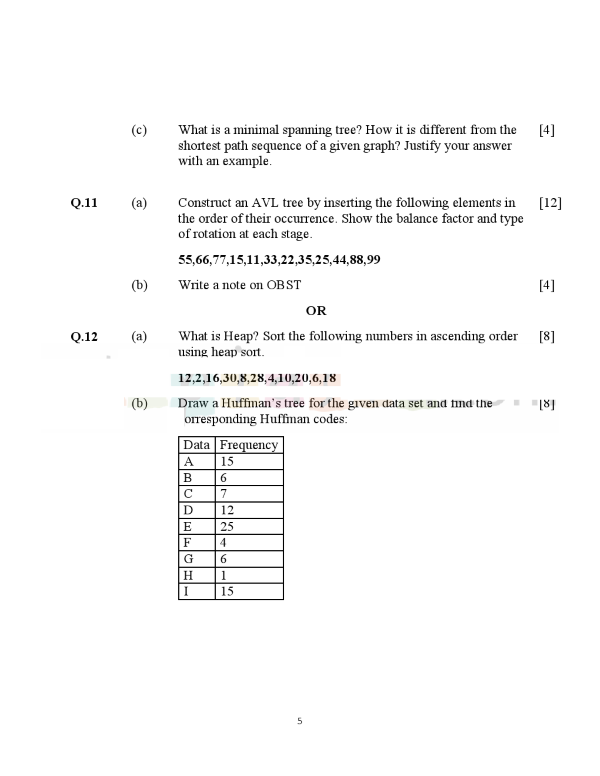 (c) What is a minimal spanning tree? How it is different from the [4]
shortest path sequence of a given graph? Justify your answer
with an example.
Q.11 (a) Construct an AVL tree by inserting the following elements in [12]
the order of their occurrence. Show the balance factor and type
of rotation at each stage.
55,66,77,15,11,33,22,35,25,44,88,99
(b) Write a note on OBST [4]
OR
Q.12 (a) What is Heap? Sort the following numbers in ascending order [8]
using heap sort.
12,2,16,30,8,28,4,10,20,6,18
(b) Draw a Huffman's tree for the given data set and find the [8]
orresponding Huffman codes:
Data Frequency
A 15
B 6
C 7
D 12
E 25
F 4
G 6
H 1
I 15
5